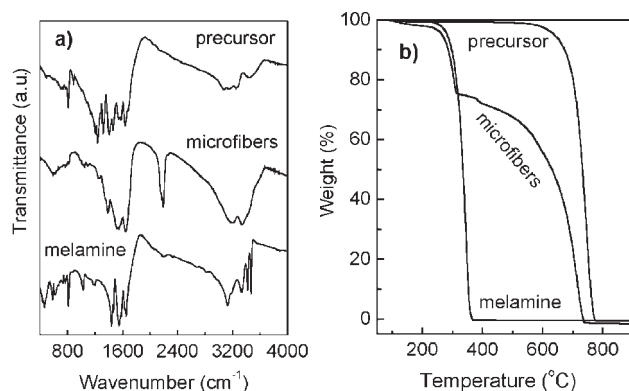 a)
precursor
microfibers
melamine
Transmittance (a.u)
800 1600 2400 3200 4000
Wavenumber (cm⁻¹)
b)
precursor
microfibers
melamine
Weight (%)
100
80
60
40
20
0
200 400 600 800
Temperature (°C)